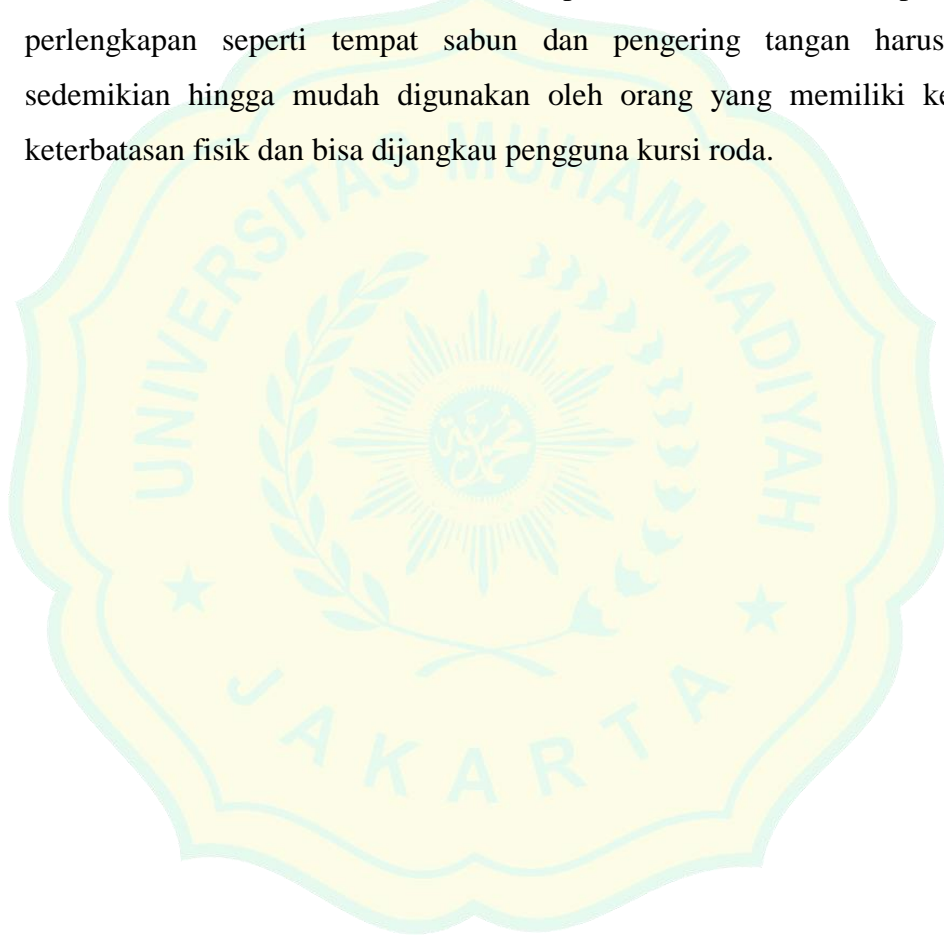 perlengkapan seperti tempat sabun dan pengering tangan harus
sedemikian hingga mudah digunakan oleh orang yang memiliki ke
keterbatasan fisik dan bisa dijangkau pengguna kursi roda.
UNIVERSITAS MUHAMMADIYAH
JAKARTA